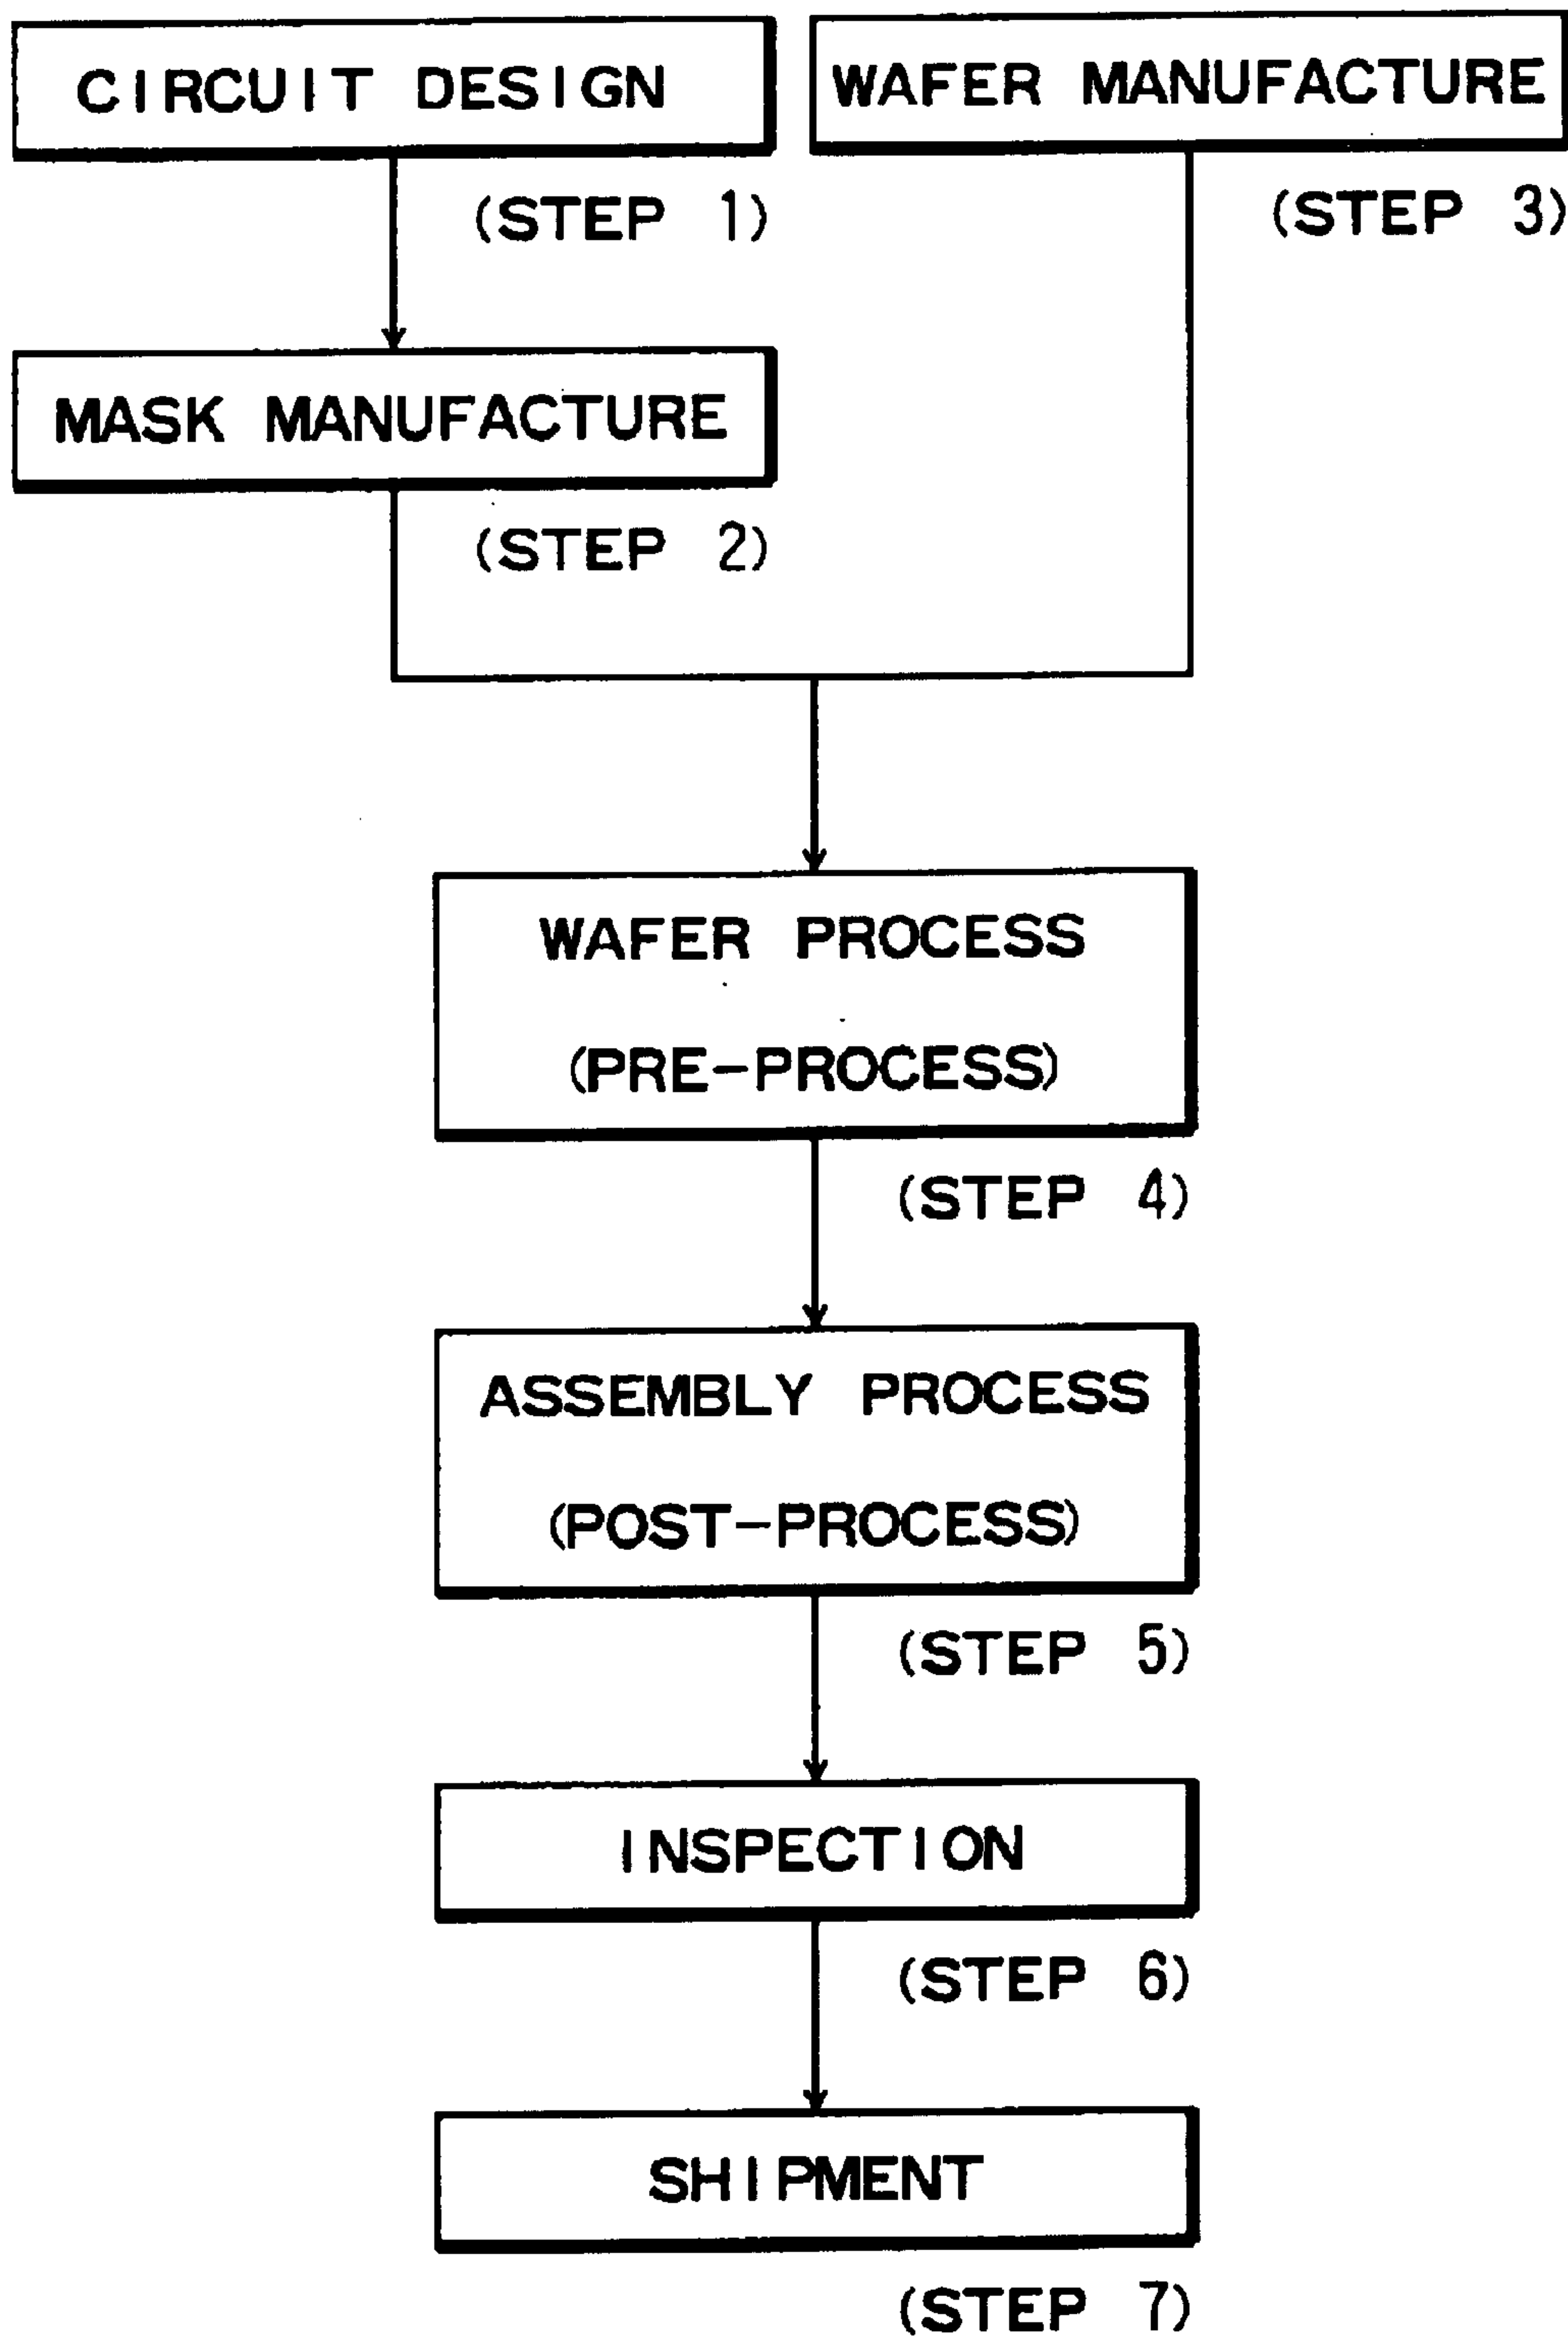 CIRCUIT DESIGN
(STEP 1)
WAFER MANUFACTURE
(STEP 3)
MASK MANUFACTURE
(STEP 2)
WAFER PROCESS
(PRE-PROCESS)
(STEP 4)
ASSEMBLY PROCESS
(POST-PROCESS)
(STEP 5)
INSPECTION
(STEP 6)
SHIPMENT
(STEP 7)